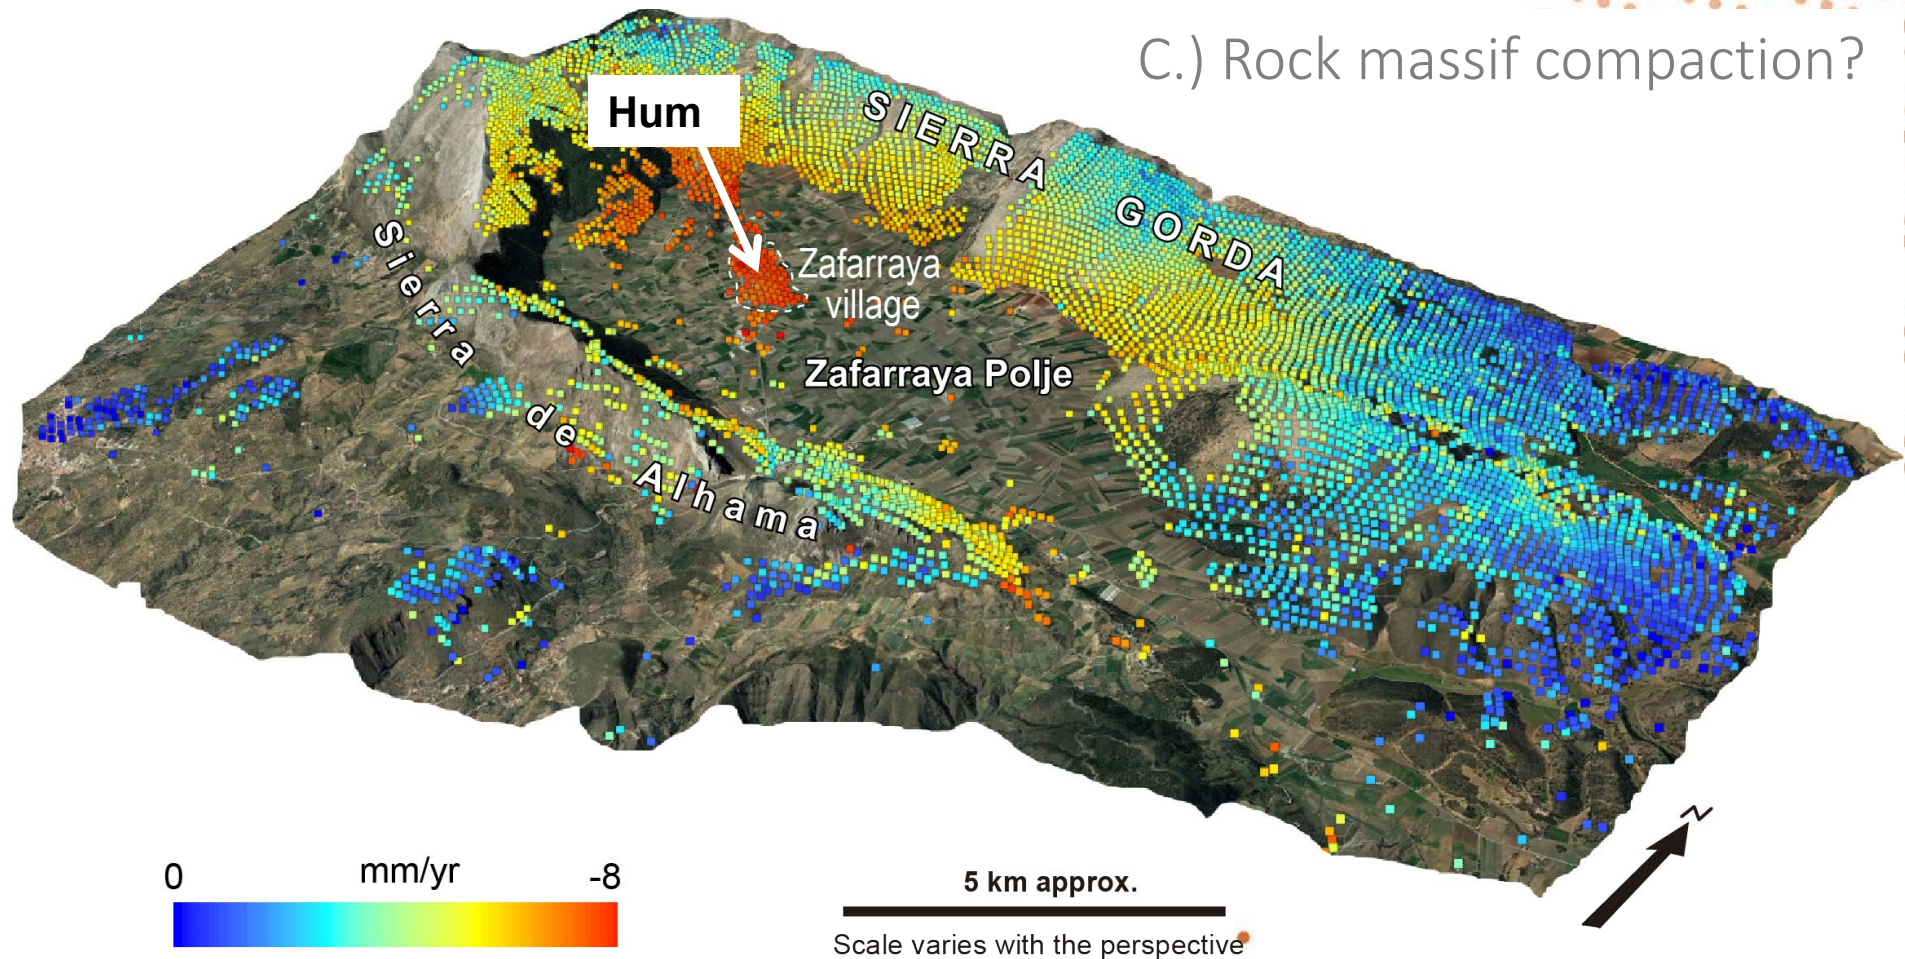 C.) Rock massif compaction?
Hum
SIERRA
GORDA
Sierra
de
Alhama
Zafarraya
village
Zafarraya Polje
0 mm/yr -8
5 km approx.
Scale varies with the perspective
N